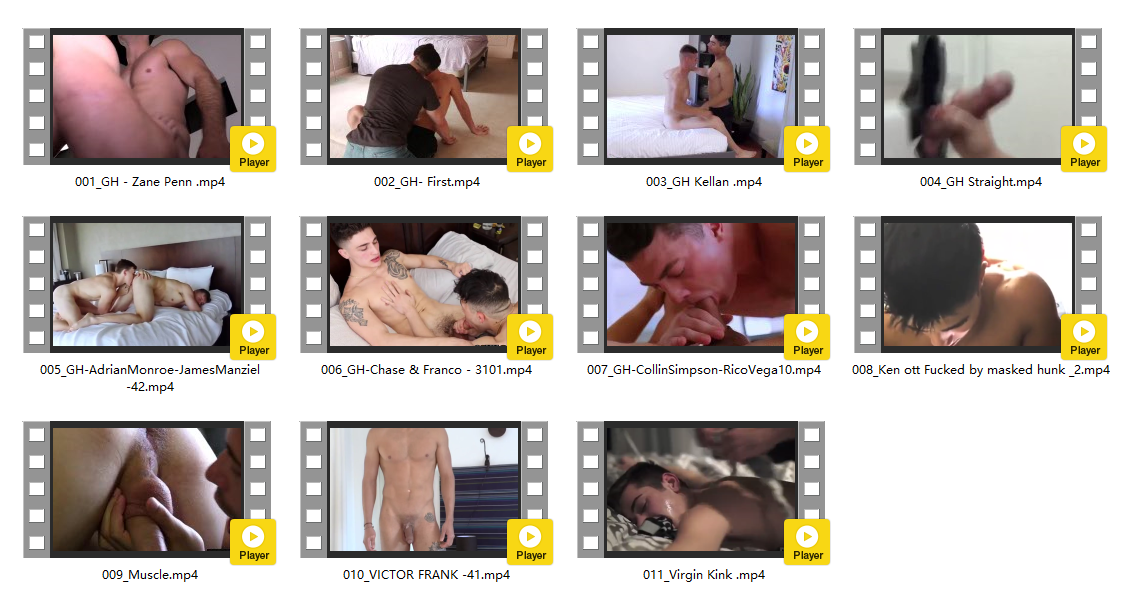 Player
Player
Player
Player
001_GH - Zane Penn .mp4
002_GH- First.mp4
003_GH Kellan .mp4
004_GH Straight.mp4
Player
Player
Player
Player
005_GH-AdrianMonroe-JamesManziel
-42.mp4
006_GH-Chase & Franco - 3101.mp4
007_GH-CollinSimpson-RicoVega10.mp4
008_Ken ott Fucked by masked hunk _2.mp4
Player
Player
Player
009_Muscle.mp4
010_VICTOR FRANK -41.mp4
011_Virgin Kink .mp4